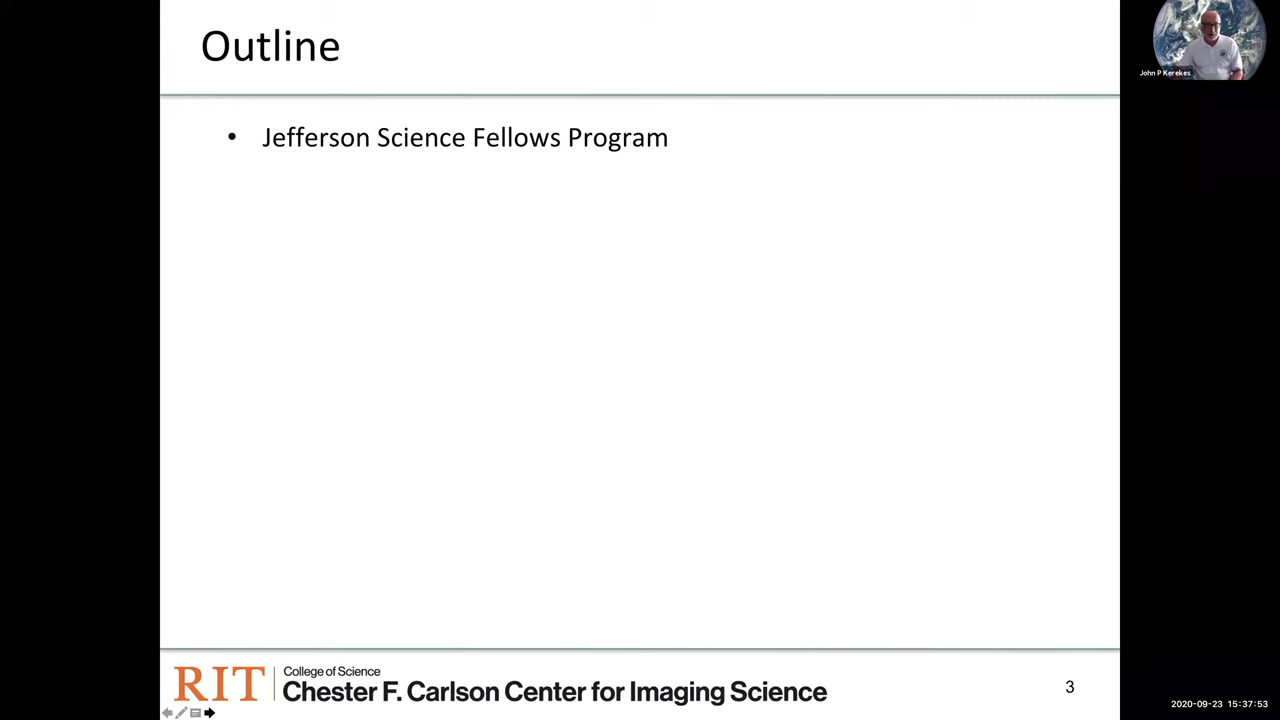 Outline
John P Kerekes
• Jefferson Science Fellows Program
RIT
College of Science
Chester F. Carlson Center for Imaging Science
3
2020-09-23 15:37:53